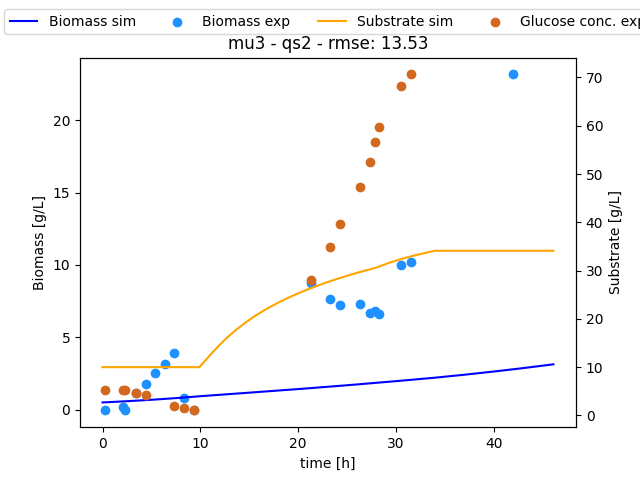 Biomass sim Biomass exp Substrate sim Glucose conc. exp
mu3 - qs2 - rmse: 13.53
20
15
10
5
0
Biomass [g/L]
70
60
50
40
30
20
10
0
Substrate [g/L]
0 10 20 30 40
time [h]